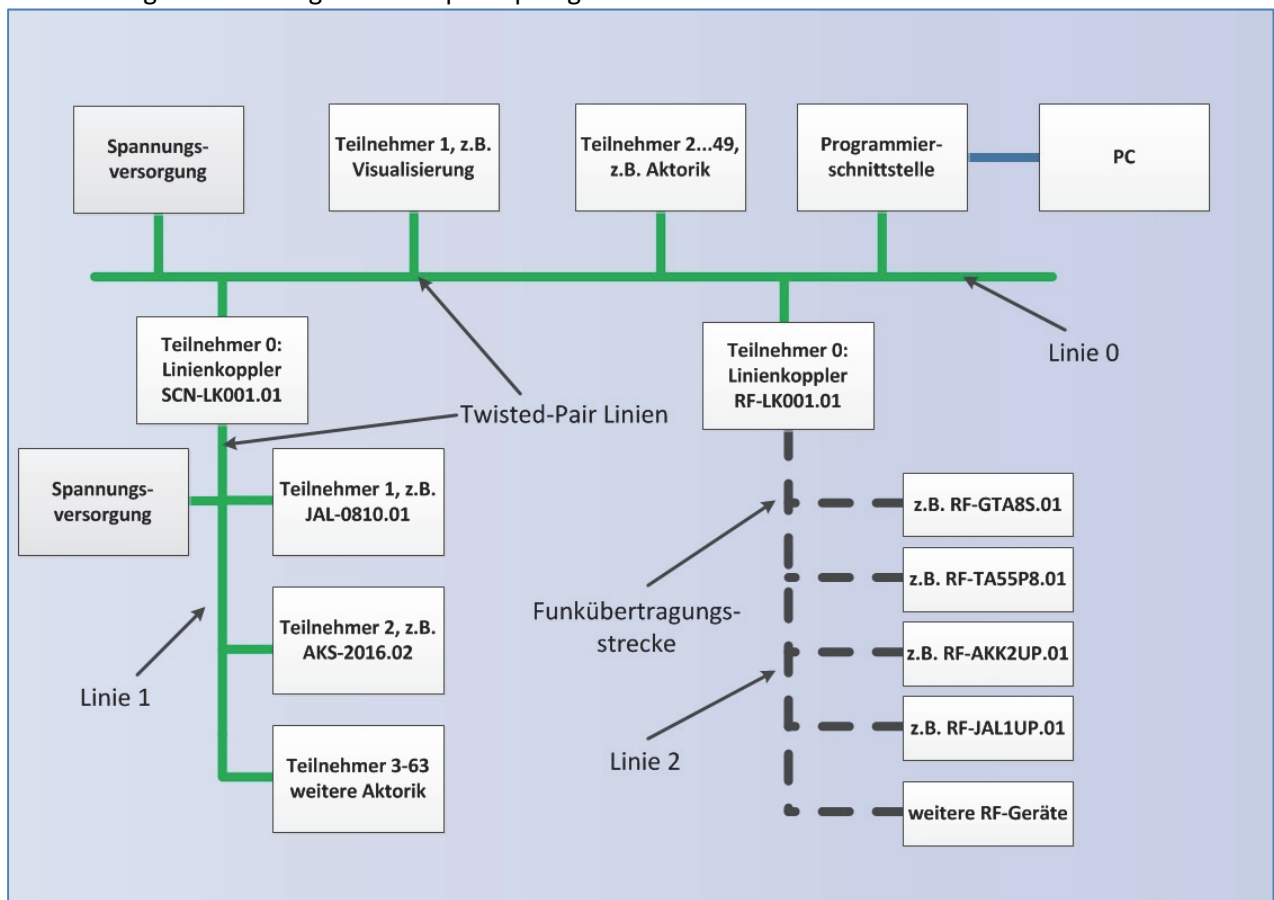 Spannungs-
versorgung
Teilnehmer 1, z.B.
Visualisierung
Teilnehmer 2...49,
z.B. Aktorik
Programmier-
schnittstelle
PC
Teilnehmer 0:
Linienkoppler
SCN-LK001.01
Teilnehmer 0:
Linienkoppler
RF-LK001.01
Linie 0
Twisted-Pair Linien
Spannungs-
versorgung
Teilnehmer 1, z.B.
JAL-0810.01
Teilnehmer 2, z.B.
AKS-2016.02
Teilnehmer 3-63
weitere Aktorik
Linie 1
Funkübertragungs-
strecke
Linie 2
z.B. RF-GTA8S.01
z.B. RF-TA55P8.01
z.B. RF-AKK2UP.01
z.B. RF-JAL1UP.01
weitere RF-Geräte